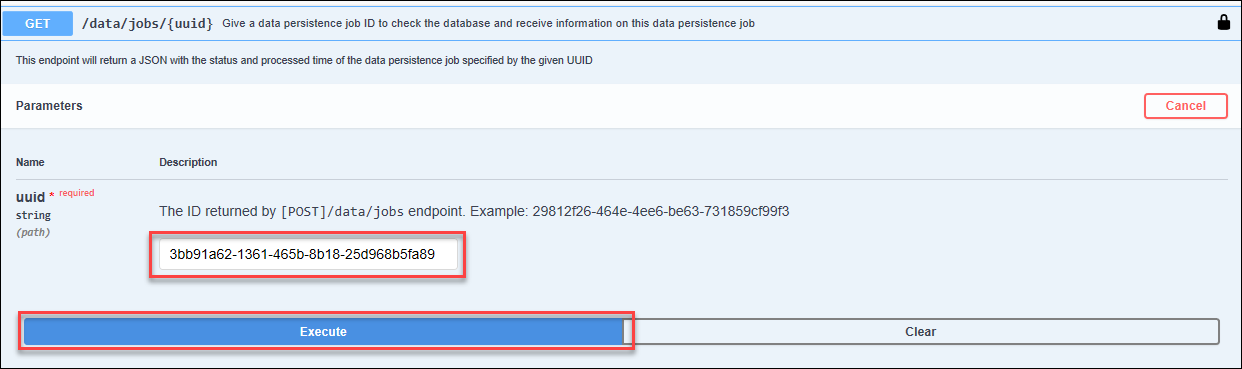 GET /data/jobs/{uuid} Give a data persistence job ID to check the database and receive information on this data persistence job
This endpoint will return a JSON with the status and processed time of the data persistence job specified by the given UUID
Parameters Cancel
Name Description
uuid * required
string
(path)
The ID returned by [POST]/data/jobs endpoint. Example: 29812f26-464e-4ee6-be63-731859cf99f3
3bb91a62-1361-465b-8b18-25d968b5fa89
Execute Clear